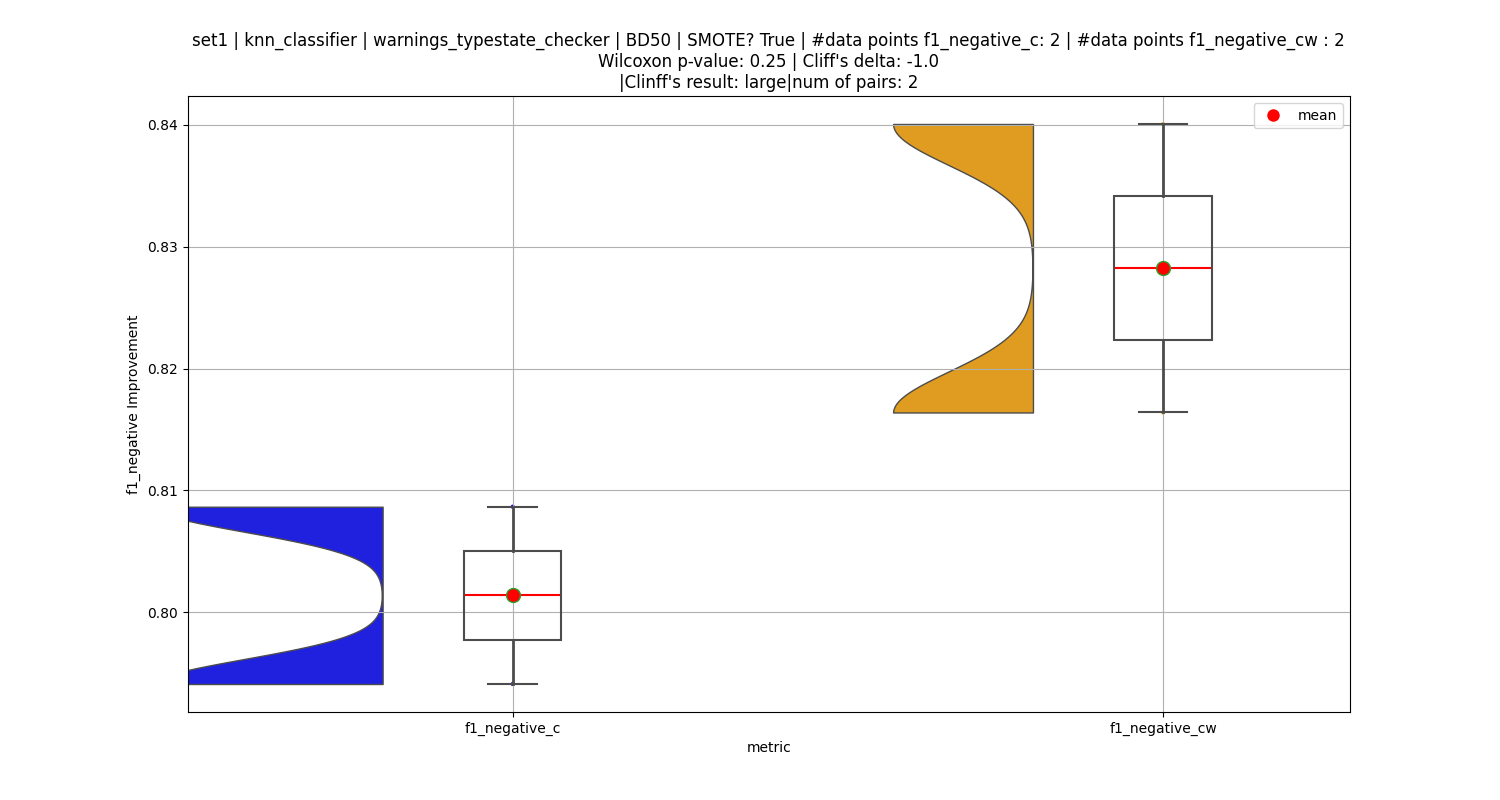 set1 | knn_classifier | warnings_typestate_checker | BD50 | SMOTE? True | #data points f1_negative_c: 2 | #data points f1_negative_cw : 2
Wilcoxon p-value: 0.25 | Cliff's delta: -1.0
|Clinff's result: large|num of pairs: 2
mean
0.84
0.83
0.82
0.81
0.80
f1_negative Improvement
f1_negative_c
f1_negative_cw
metric